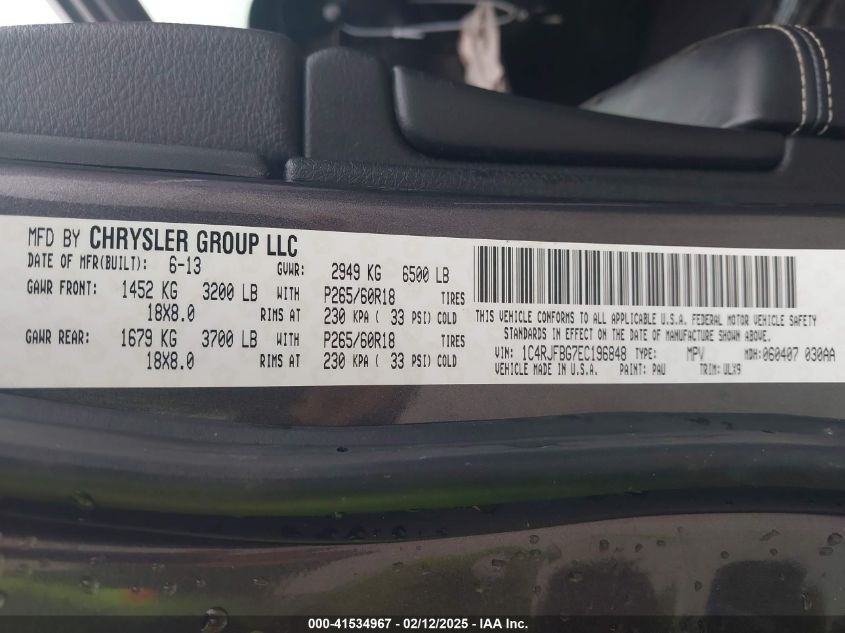 MFD BY CHRYSLER GROUP LLC
DATE OF MFR(BUILT): 6-13 GVWR: 2949 KG 6500 LB
GAWR FRONT: 1452 KG 3200 LB WITH P265/60R18 TIRES
18X8.0 RIMS AT 230 KPA ( 33 PSI) COLD
GAWR REAR: 1679 KG 3700 LB WITH P265/60R18 TIRES
18X8.0 RIMS AT 230 KPA ( 33 PSI) COLD
THIS VEHICLE CONFORMS TO ALL APPLICABLE U.S.A. FEDERAL MOTOR VEHICLE SAFETY
STANDARDS IN EFFECT ON THE DATE OF MANUFACTURE SHOWN ABOVE.
VIN: 1C4RJFBG7EC196848 TYPE: MPV MDH: 060407 030AA
VEHICLE MADE IN U.S.A. PAINT: PAU TRIM: ULX9
000-41534967 - 02/12/2025 - IAA Inc.